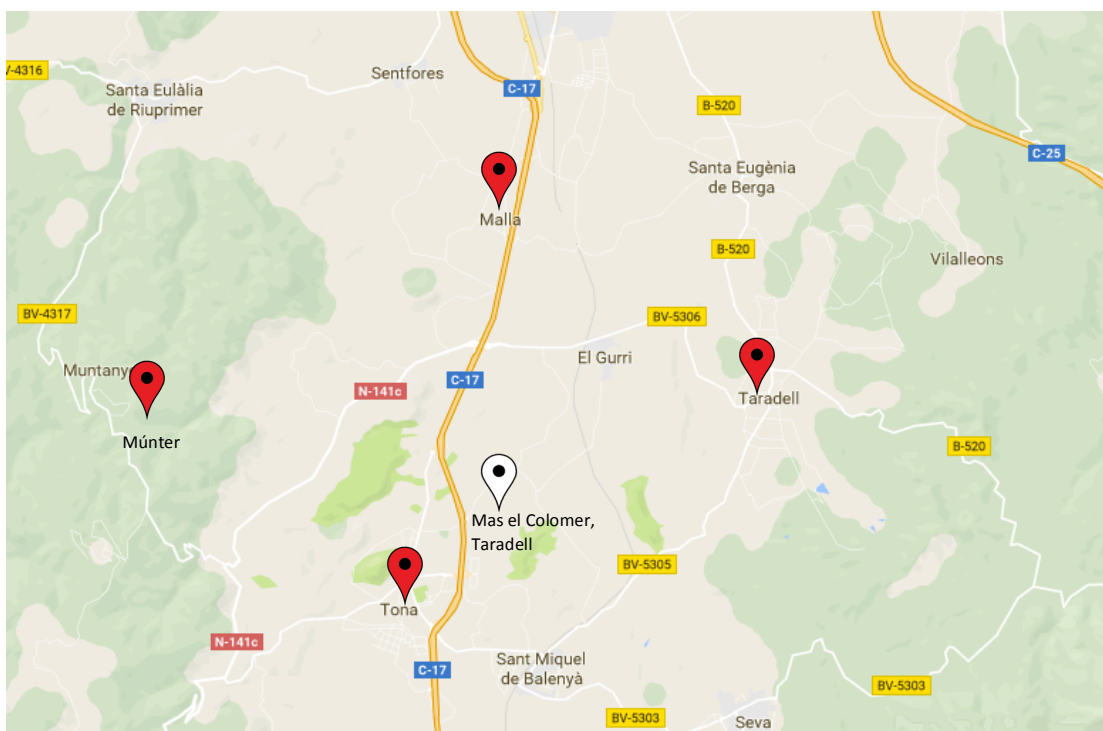 V-4316
Sentfores
Santa Eulàlia
de Riuprimer
C-17
B-520
C-25
Santa Eugènia
de Berga
Malla
B-520
Vilalleons
BV-4317
BV-5306
El Gurri
Muntany
C-17
N-141c
Taradell
Múnter
B-520
Mas el Colomer,
Taradell
BV-5305
Tona
N-141c
Sant Miquel
de Balenyà
C-17
BV-5303
BV-5303
Seva